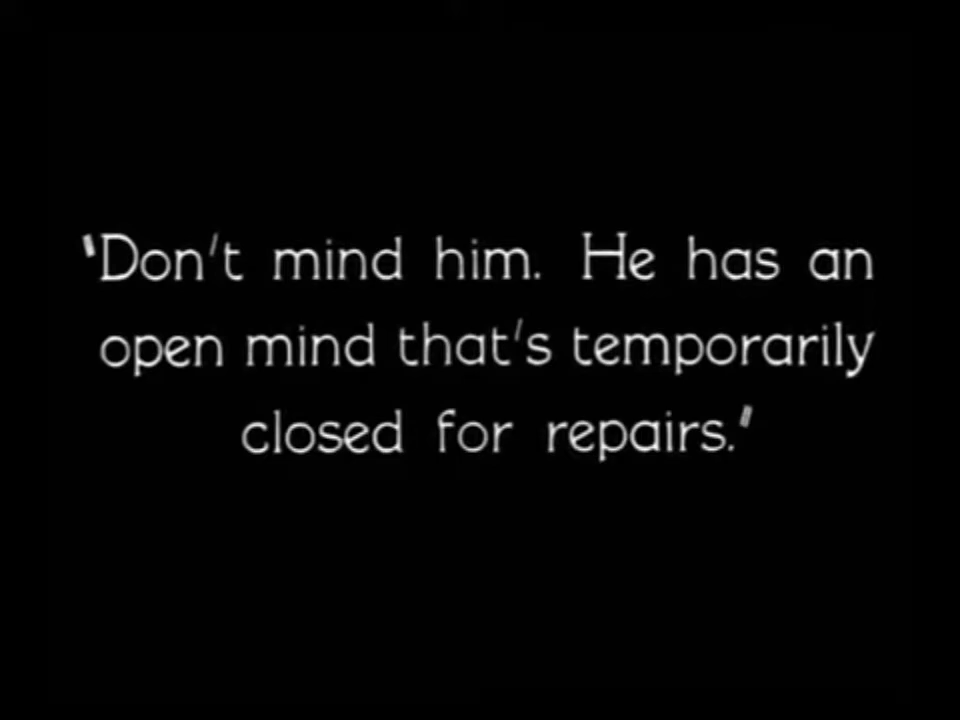 "Don't mind him. He has an
open mind that's temporarily
closed for repairs."